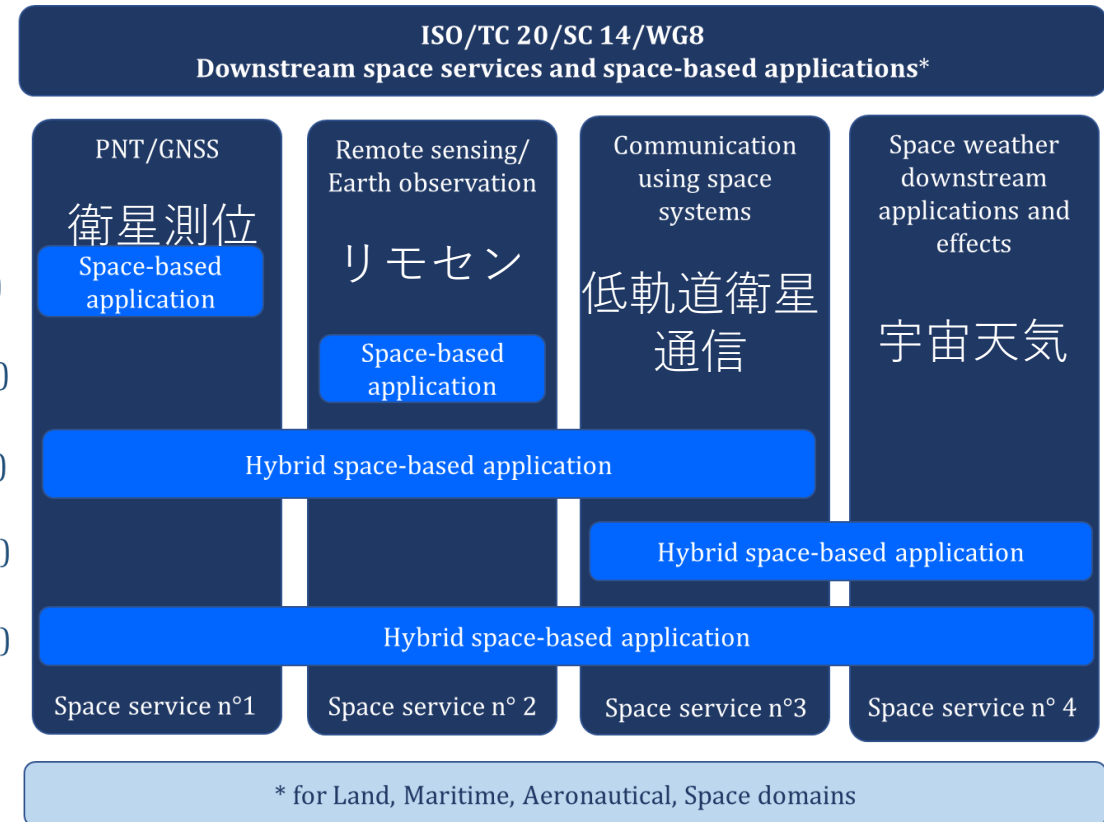 ISO/TC 20/SC 14/WG8
Downstream space services and space-based applications*
PNT/GNSS
衛星測位
Space-based
application
Space service n°1
Remote sensing/
Earth observation
リモセン
Space-based
application
Space service n° 2
Communication
using space
systems
低軌道衛星
通信
Space service n°3
Space weather
downstream
applications and
effects
宇宙天気
Space service n° 4
Hybrid space-based application
Hybrid space-based application
Hybrid space-based application
* for Land, Maritime, Aeronautical, Space domains